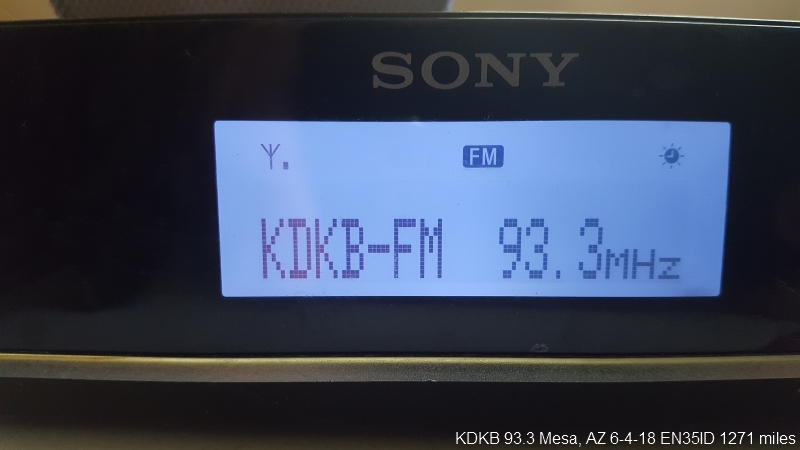 SONY
FM
KDKB-FM 93.3MHz
KDKB 93.3 Mesa, AZ 6-4-18 EN35ID 1271 miles